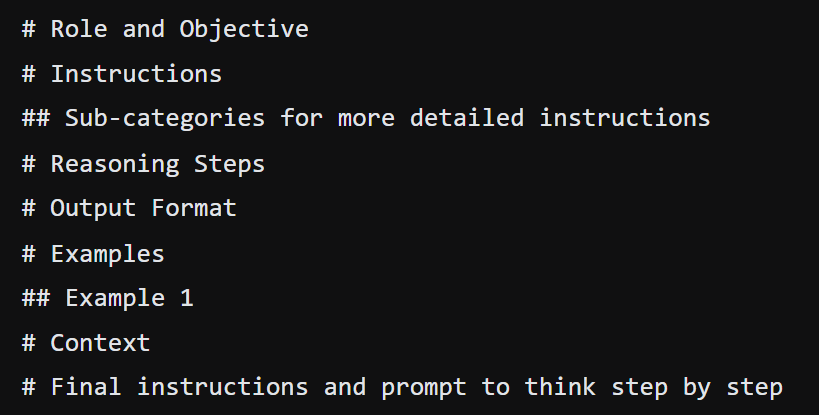 # Role and Objective
# Instructions
## Sub-categories for more detailed instructions
# Reasoning Steps
# Output Format
# Examples
## Example 1
# Context
# Final instructions and prompt to think step by step